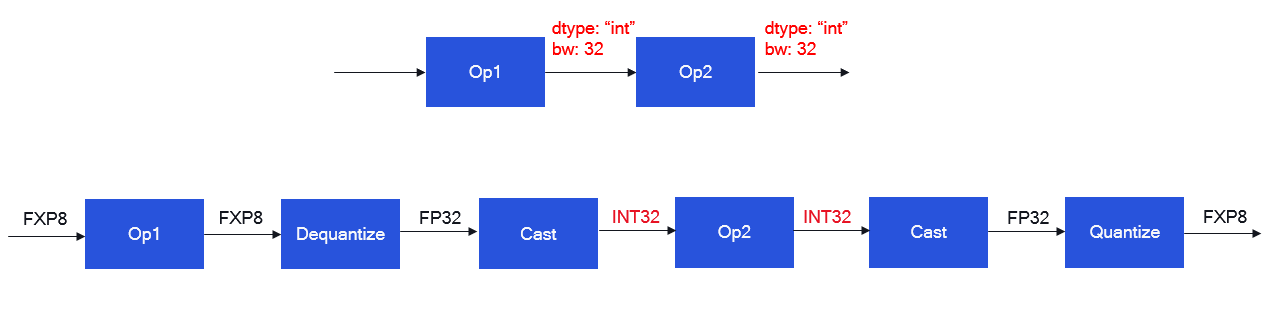 dtype: “int”
bw: 32
dtype: “int”
bw: 32
Op1
Op2
FXP8
Op1
FXP8
Dequantize
FP32
Cast
INT32
Op2
INT32
Cast
FP32
Quantize
FXP8